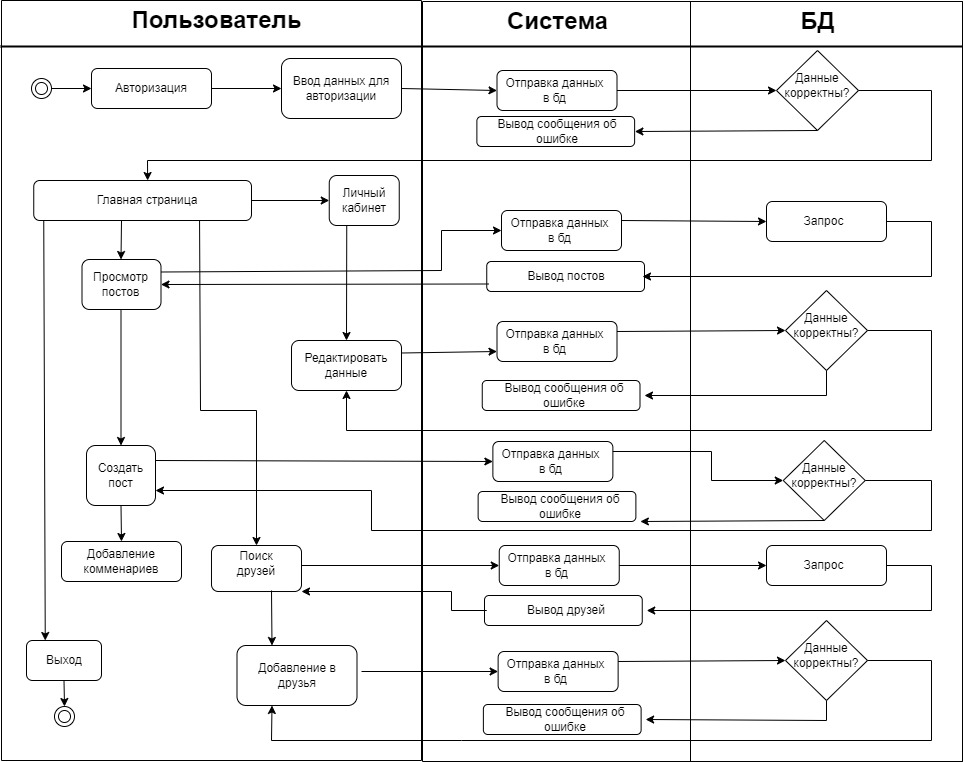 Пользователь
Система
БД
Авторизация
Ввод данных для
авторизации
Отправка данных
в бд
Данные
корректны?
Вывод сообщения об
ошибке
Главная страница
Личный
кабинет
Отправка данных
в бд
Запрос
Просмотр
постов
Вывод постов
Редактировать
данные
Отправка данных
в бд
Данные
корректны?
Вывод сообщения об
ошибке
Создать
пост
Отправка данных
в бд
Данные
корректны?
Вывод сообщения об
ошибке
Добавление
комменариев
Поиск
друзей
Отправка данных
в бд
Запрос
Вывод друзей
Выход
Добавление в
друзья
Отправка данных
в бд
Данные
корректны?
Вывод сообщения об
ошибке